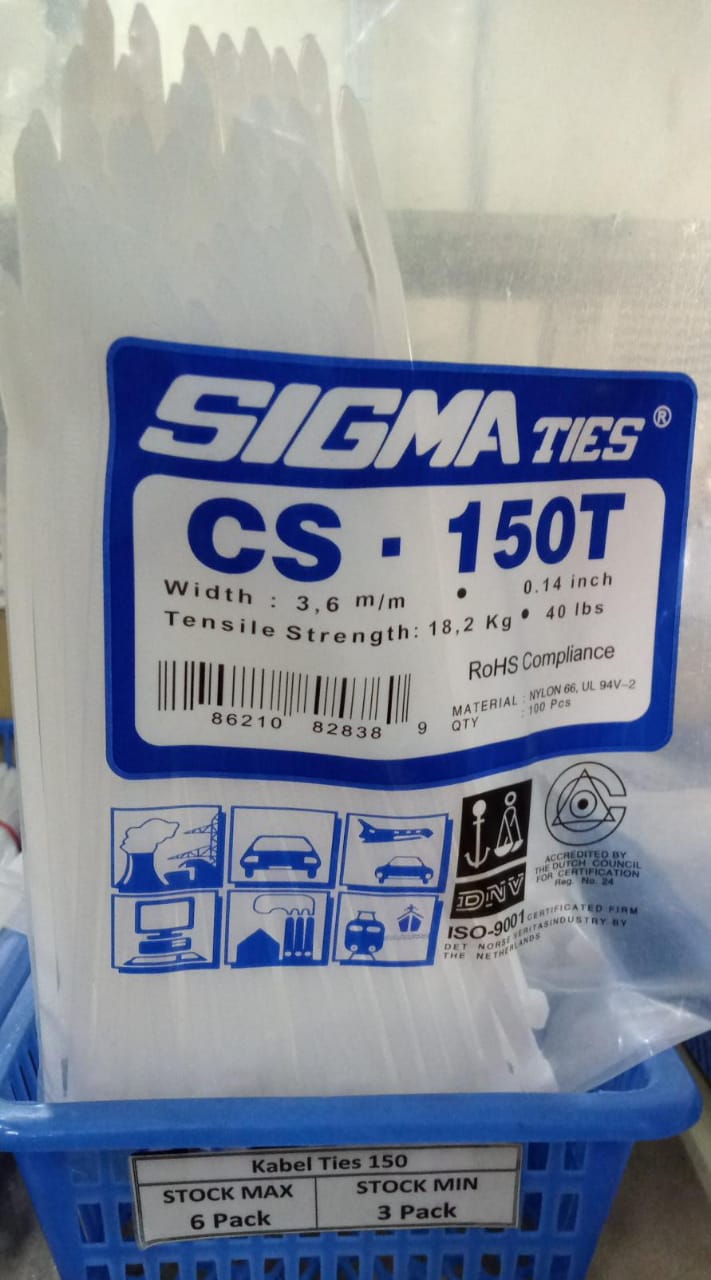 SIGMA TIES ®
CS - 150T
Width : 3,6 m/m • 0.14 inch
Tensile Strength: 18,2 Kg • 40 lbs
RoHS Compliance
MATERIAL : NYLON 66, UL 94V-2
QTY : 100 Pcs
86210 82838 9
DNV
ACCREDITED BY
THE DUTCH COUNCIL
FOR CERTIFICATION
Reg. No. 24
ISO-9001 CERTIFICATED FIRM
DET NORSE VERITASINDUSTRY BY
THE NETHERLANDS
Kabel Ties 150
STOCK MAX
6 Pack
STOCK MIN
3 Pack